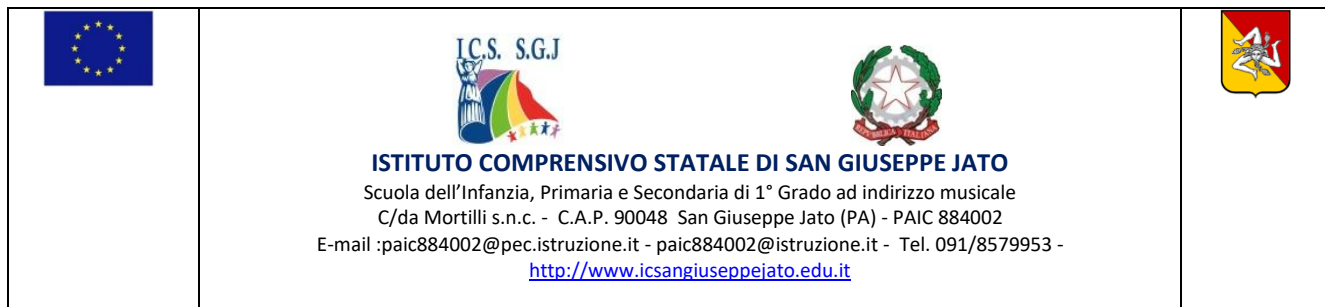 I.C.S. S.G.J
REPVBBLICA ITALIANA
ISTITUTO COMPRENSIVO STATALE DI SAN GIUSEPPE JATO
Scuola dell’Infanzia, Primaria e Secondaria di 1° Grado ad indirizzo musicale
C/da Mortilli s.n.c. - C.A.P. 90048 San Giuseppe Jato (PA) - PAIC 884002
E-mail :paic884002@pec.istruzione.it - paic884002@istruzione.it - Tel. 091/8579953 -
http://www.icsangiuseppejato.edu.it